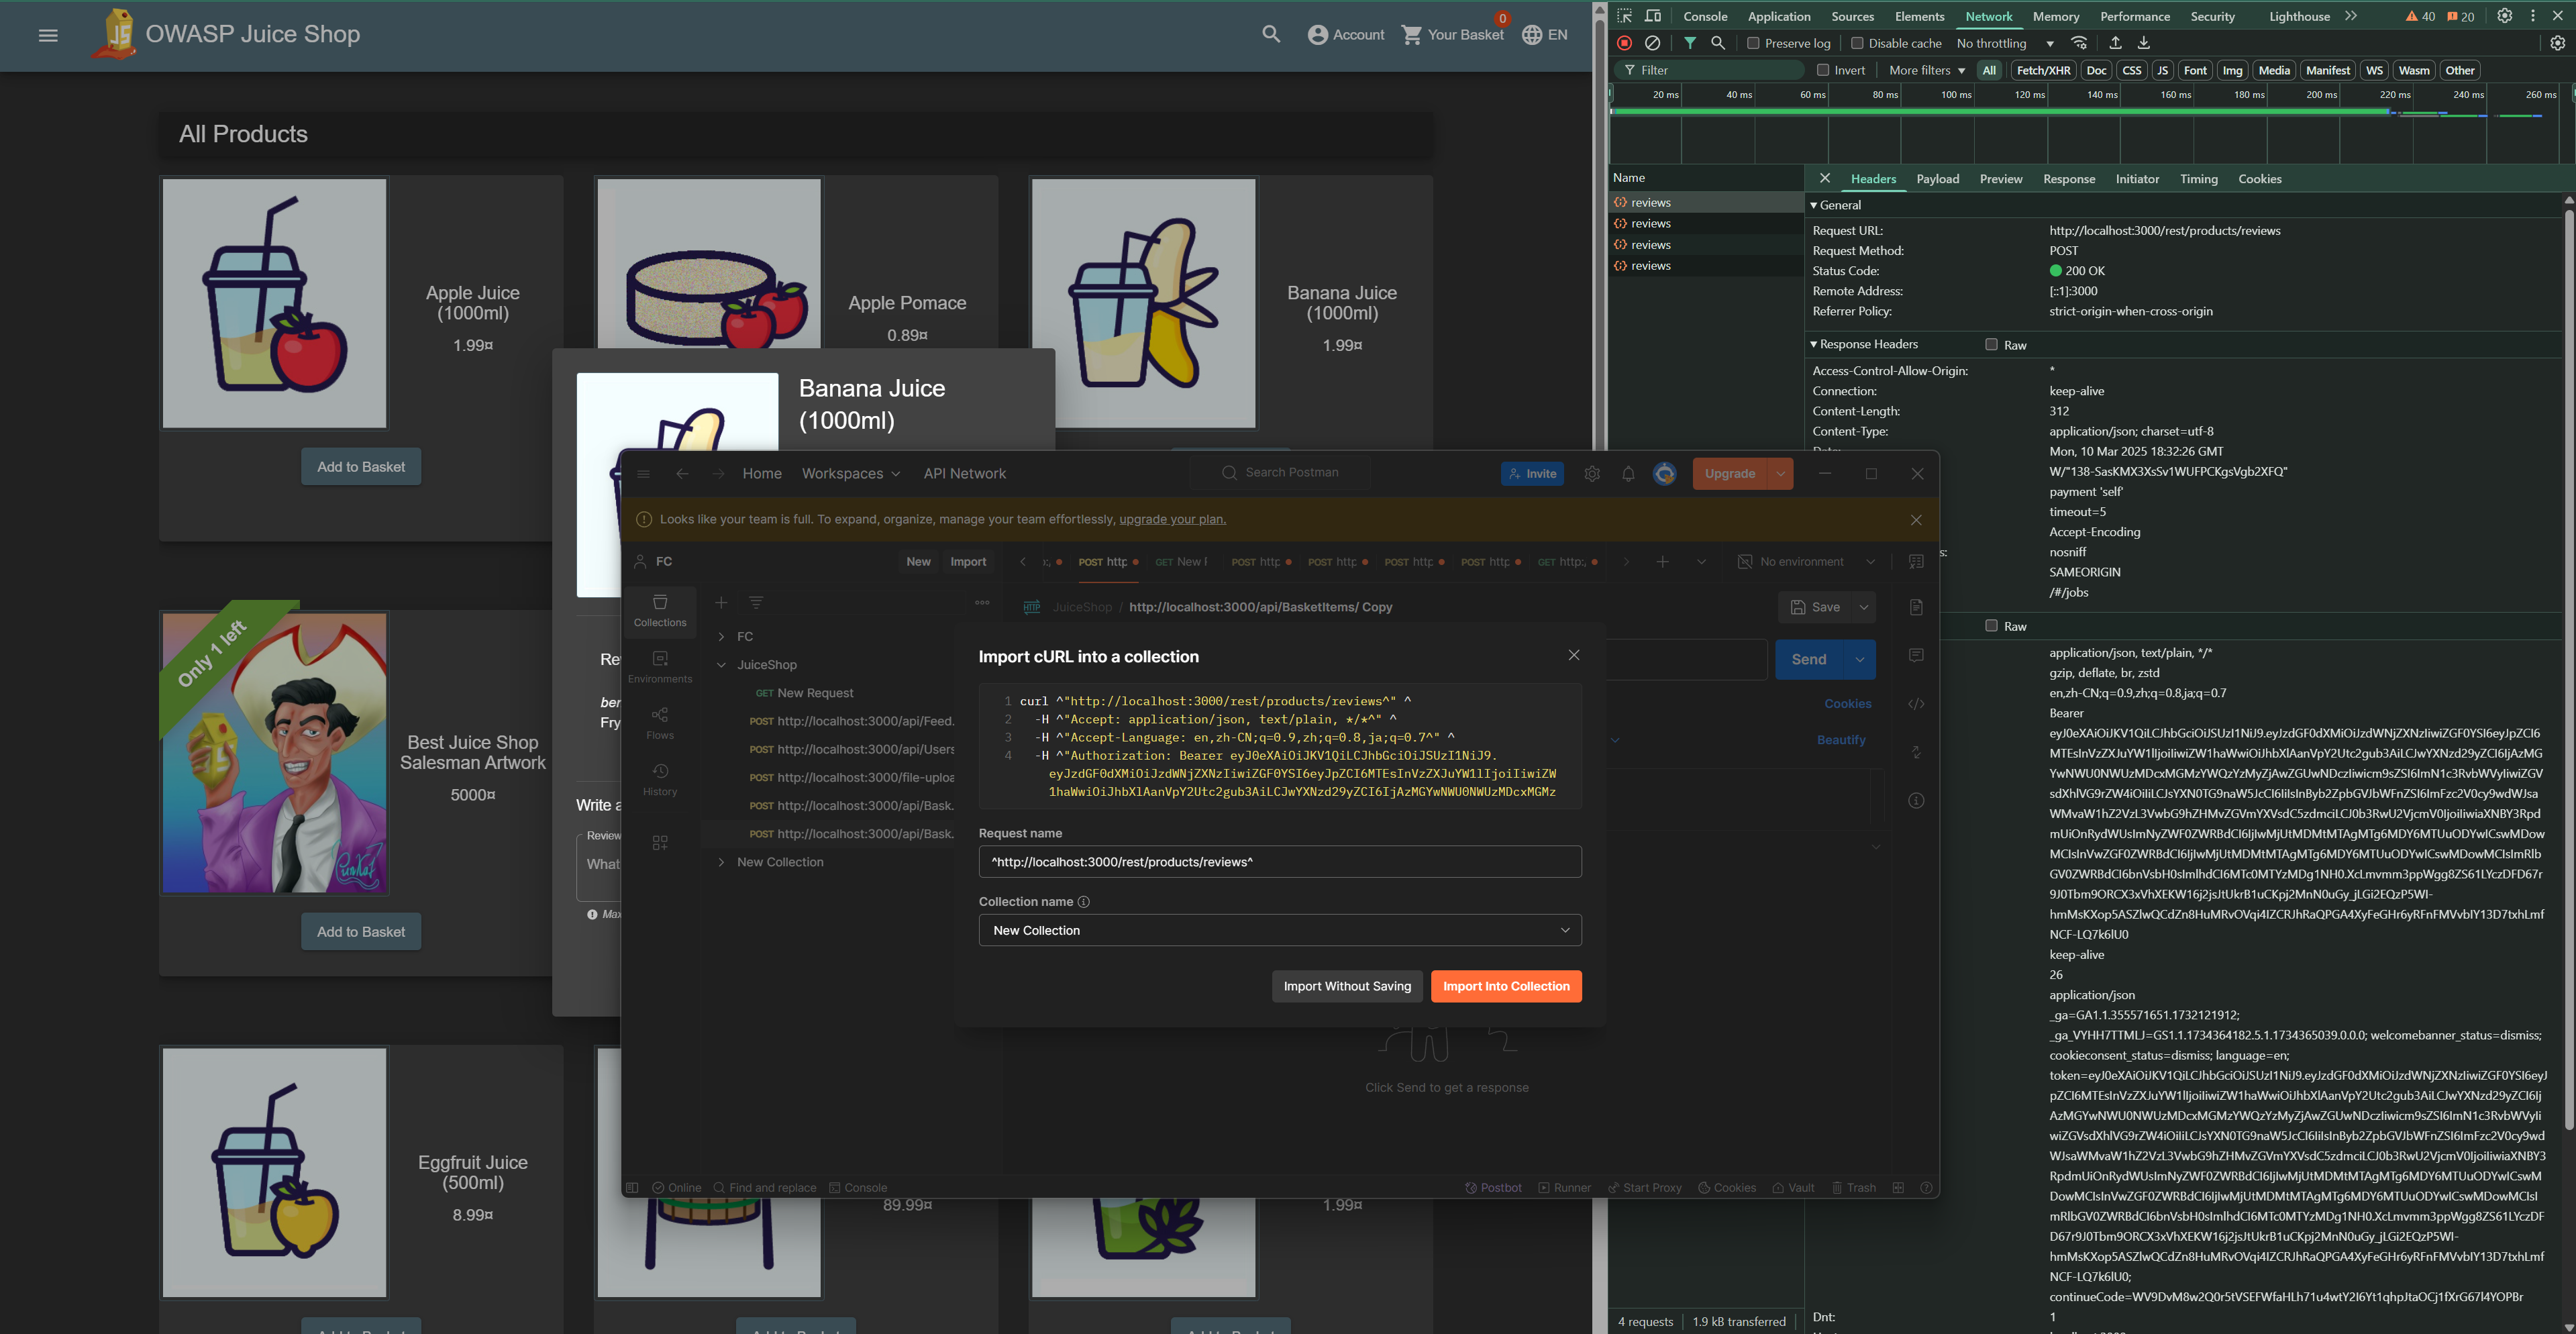 OWASP Juice Shop
Account
Your Basket
0
EN
All Products
Apple Juice
(1000ml)
1.99¤
Add to Basket
Apple Pomace
0.89¤
Banana Juice
(1000ml)
1.99¤
Only 1 left
Best Juice Shop
Salesman Artwork
5000¤
Add to Basket
Eggfruit Juice
(500ml)
8.99¤
89.99¤
1.99¤
Banana Juice
(1000ml)
Write a
Review
What
Home
Workspaces
API Network
Search Postman
Invite
Upgrade
Looks like your team is full. To expand, organize, manage your team effortlessly, upgrade your plan.
FC
New
Import
POST http
GET New
POST http
POST http
POST http
POST http
GET http:
No environment
Collections
Environments
Flows
History
FC
JuiceShop
GET New Request
POST http://localhost:3000/api/Feed.
POST http://localhost:3000/api/Users
POST http://localhost:3000/file-uploa
POST http://localhost:3000/api/Bask.
POST http://localhost:3000/api/Bask.
New Collection
HTTP JuiceShop / http://localhost:3000/api/BasketItems/ Copy
Save
Send
Cookies
Beautify
Import cURL into a collection
1 curl ^"http://localhost:3000/rest/products/reviews^" ^
2 -H ^"Accept: application/json, text/plain, */*^" ^
3 -H ^"Accept-Language: en,zh-CN;q=0.9,zh;q=0.8,ja;q=0.7^" ^
4 -H ^"Authorization: Bearer eyJ0eXAiOiJKV1QiLCJhbGciOiJSUzI1NiJ9.
Request name
^http://localhost:3000/rest/products/reviews^
Collection name
New Collection
Import Without Saving
Import Into Collection
Click Send to get a response
Online
Find and replace
Console
Postbot
Runner
Start Proxy
Cookies
Vault
Trash
Console
Application
Sources
Elements
Network
Memory
Performance
Security
Lighthouse
40
20
Preserve log
Disable cache
No throttling
Filter
Invert
More filters
All
Fetch/XHR
Doc
CSS
JS
Font
Img
Media
Manifest
WS
Wasm
Other
20 ms
40 ms
60 ms
80 ms
100 ms
120 ms
140 ms
160 ms
180 ms
200 ms
220 ms
240 ms
260 ms
Name
reviews
reviews
reviews
reviews
Headers
Payload
Preview
Response
Initiator
Timing
Cookies
General
Request URL: http://localhost:3000/rest/products/reviews
Request Method: POST
Status Code: 200 OK
Remote Address: [::1]:3000
Referrer Policy: strict-origin-when-cross-origin
Response Headers
Raw
Access-Control-Allow-Origin: *
Connection: keep-alive
Content-Length: 312
Content-Type: application/json; charset=utf-8
Mon, 10 Mar 2025 18:32:26 GMT
W/"138-SasKMX3XsSv1WUFPCKgsVgb2XFQ"
payment 'self'
timeout=5
Accept-Encoding
nosniff
SAMEORIGIN
/#/jobs
Raw
application/json, text/plain, */*
gzip, deflate, br, zstd
en,zh-CN;q=0.9,zh;q=0.8,ja;q=0.7
Bearer
keep-alive
26
application/json
_ga=GA1.1.355571651.1732121912;
_ga_VYHH7TTMLJ=GS1.1.1734364182.5.1.1734365039.0.0.0; welcomebanner_status=dismiss;
cookieconsent_status=dismiss; language=en;
Dnt: 1
4 requests
1.9 kB transferred